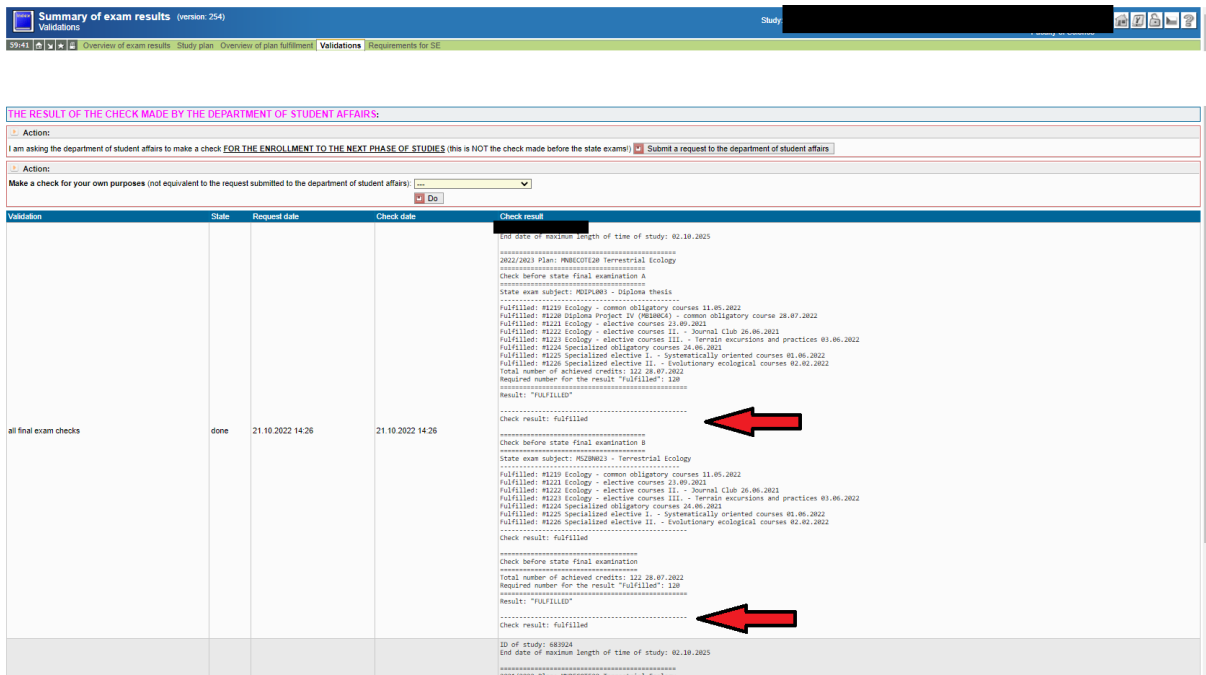 Summary of exam results (version: 254)
Validations
Study:
Faculty of Science
59:41 Overview of exam results Study plan Overview of plan fulfillment Validations Requirements for SE
THE RESULT OF THE CHECK MADE BY THE DEPARTMENT OF STUDENT AFFAIRS:
Action:
I am asking the department of student affairs to make a check FOR THE ENROLLMENT TO THE NEXT PHASE OF STUDIES (this is NOT the check made before the state exams!) Submit a request to the department of student affairs
Action:
Make a check for your own purposes (not equivalent to the request submitted to the department of student affairs): ---
Do
Validation State Request date Check date Check result
End date of maximum length of time of study: 02.10.2025
==============================================
2022/2023 Plan: MNBECOTE20 Terrestrial Ecology
======================================
Check before state final examination A
======================================
State exam subject: MDIPL003 - Diploma thesis
-----------------------------------------------
Fulfilled: #1219 Ecology - common obligatory courses 11.05.2022
Fulfilled: #1220 Diploma Project IV (MB100C4) - common obligatory course 28.07.2022
Fulfilled: #1221 Ecology - elective courses 23.09.2021
Fulfilled: #1222 Ecology - elective courses II. - Journal Club 26.06.2021
Fulfilled: #1223 Ecology - elective courses III. - Terrain excursions and practices 03.06.2022
Fulfilled: #1224 Specialized obligatory courses 24.06.2021
Fulfilled: #1225 Specialized elective I. - Systematically oriented courses 01.06.2022
Fulfilled: #1226 Specialized elective II. - Evolutionary ecological courses 02.02.2022
Total number of achieved credits: 122 28.07.2022
Required number for the result "Fulfilled": 120
=================================================
Result: "FULFILLED"
-------------------------------------------------
Check result: fulfilled
all final exam checks done 21.10.2022 14:26 21.10.2022 14:26
======================================
Check before state final examination B
======================================
State exam subject: MSZBN023 - Terrestrial Ecology
-----------------------------------------------
Fulfilled: #1219 Ecology - common obligatory courses 11.05.2022
Fulfilled: #1221 Ecology - elective courses 23.09.2021
Fulfilled: #1222 Ecology - elective courses II. - Journal Club 26.06.2021
Fulfilled: #1223 Ecology - elective courses III. - Terrain excursions and practices 03.06.2022
Fulfilled: #1224 Specialized obligatory courses 24.06.2021
Fulfilled: #1225 Specialized elective I. - Systematically oriented courses 01.06.2022
Fulfilled: #1226 Specialized elective II. - Evolutionary ecological courses 02.02.2022
-------------------------------------------------
Check result: fulfilled
====================================
Check before state final examination
====================================
Total number of achieved credits: 122 28.07.2022
Required number for the result "Fulfilled": 120
=================================================
Result: "FULFILLED"
-------------------------------------------------
Check result: fulfilled
ID of study: 683924
End date of maximum length of time of study: 02.10.2025
==============================================